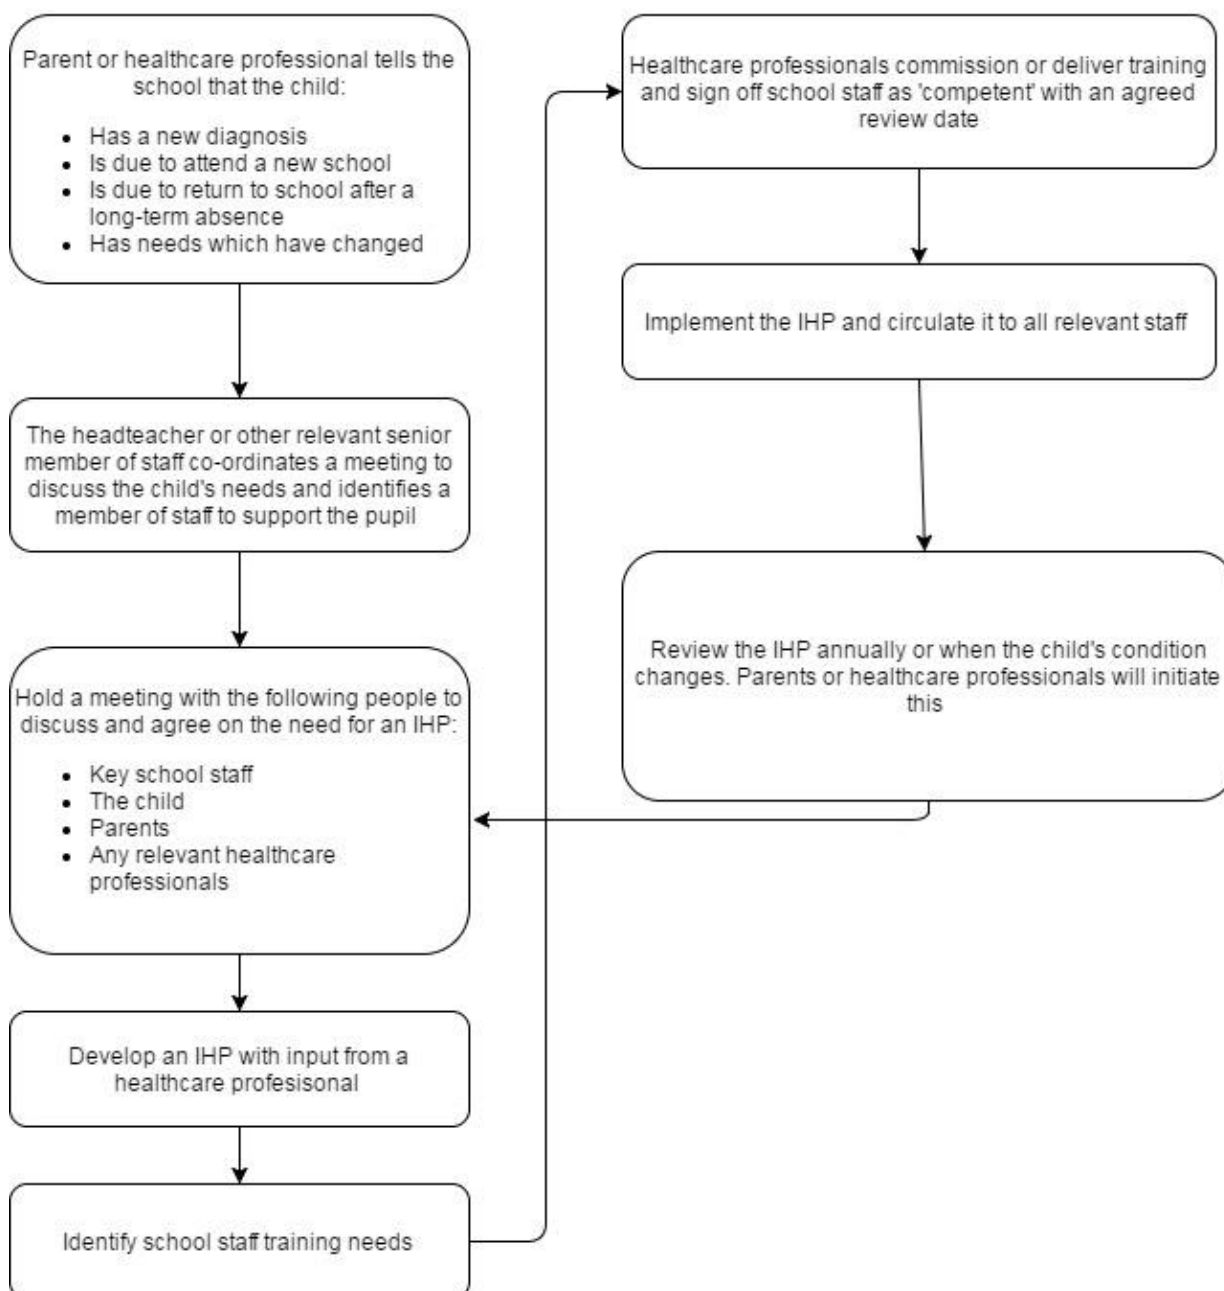 Parent or healthcare professional tells the
school that the child:
• Has a new diagnosis
• Is due to attend a new school
• Is due to return to school after a
long-term absence
• Has needs which have changed
The headteacher or other relevant senior
member of staff co-ordinates a meeting to
discuss the child's needs and identifies a
member of staff to support the pupil
Hold a meeting with the following people to
discuss and agree on the need for an IHP:
• Key school staff
• The child
• Parents
• Any relevant healthcare
professionals
Develop an IHP with input from a
healthcare profesisonal
Identify school staff training needs
Healthcare professionals commission or deliver training
and sign off school staff as 'competent' with an agreed
review date
Implement the IHP and circulate it to all relevant staff
Review the IHP annually or when the child's condition
changes. Parents or healthcare professionals will initiate
this